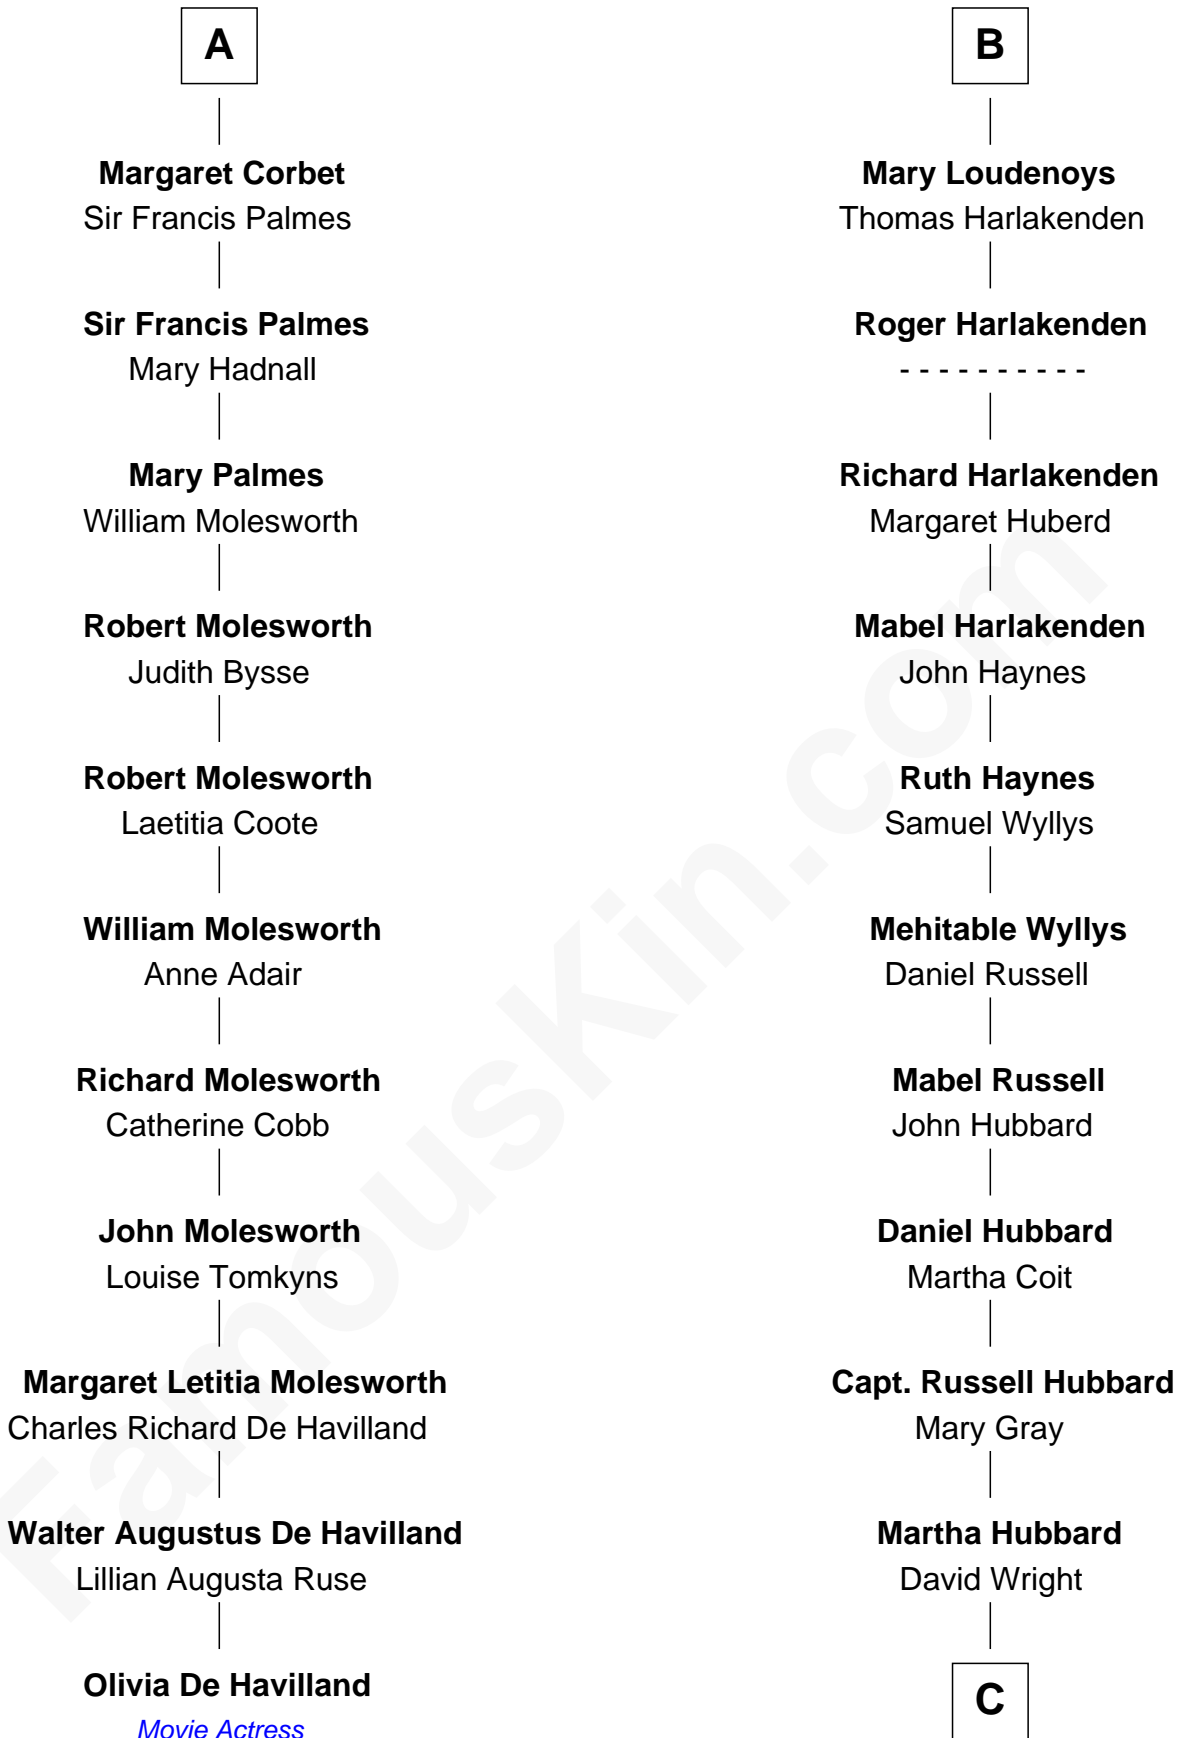 A
Margaret Corbet
Sir Francis Palmes
Sir Francis Palmes
Mary Hadnall
Mary Palmes
William Molesworth
Robert Molesworth
Judith Bysse
Robert Molesworth
Laetitia Coote
William Molesworth
Anne Adair
Richard Molesworth
Catherine Cobb
John Molesworth
Louise Tomkyns
Margaret Letitia Molesworth
Charles Richard De Havilland
Walter Augustus De Havilland
Lillian Augusta Ruse
Olivia De Havilland
Movie Actress
B
Mary Loudenoys
Thomas Harlakenden
Roger Harlakenden
- - - - - - - - - -
Richard Harlakenden
Margaret Huberd
Mabel Harlakenden
John Haynes
Ruth Haynes
Samuel Wyllys
Mehitable Wyllys
Daniel Russell
Mabel Russell
John Hubbard
Daniel Hubbard
Martha Coit
Capt. Russell Hubbard
Mary Gray
Martha Hubbard
David Wright
C
FamousKin.com